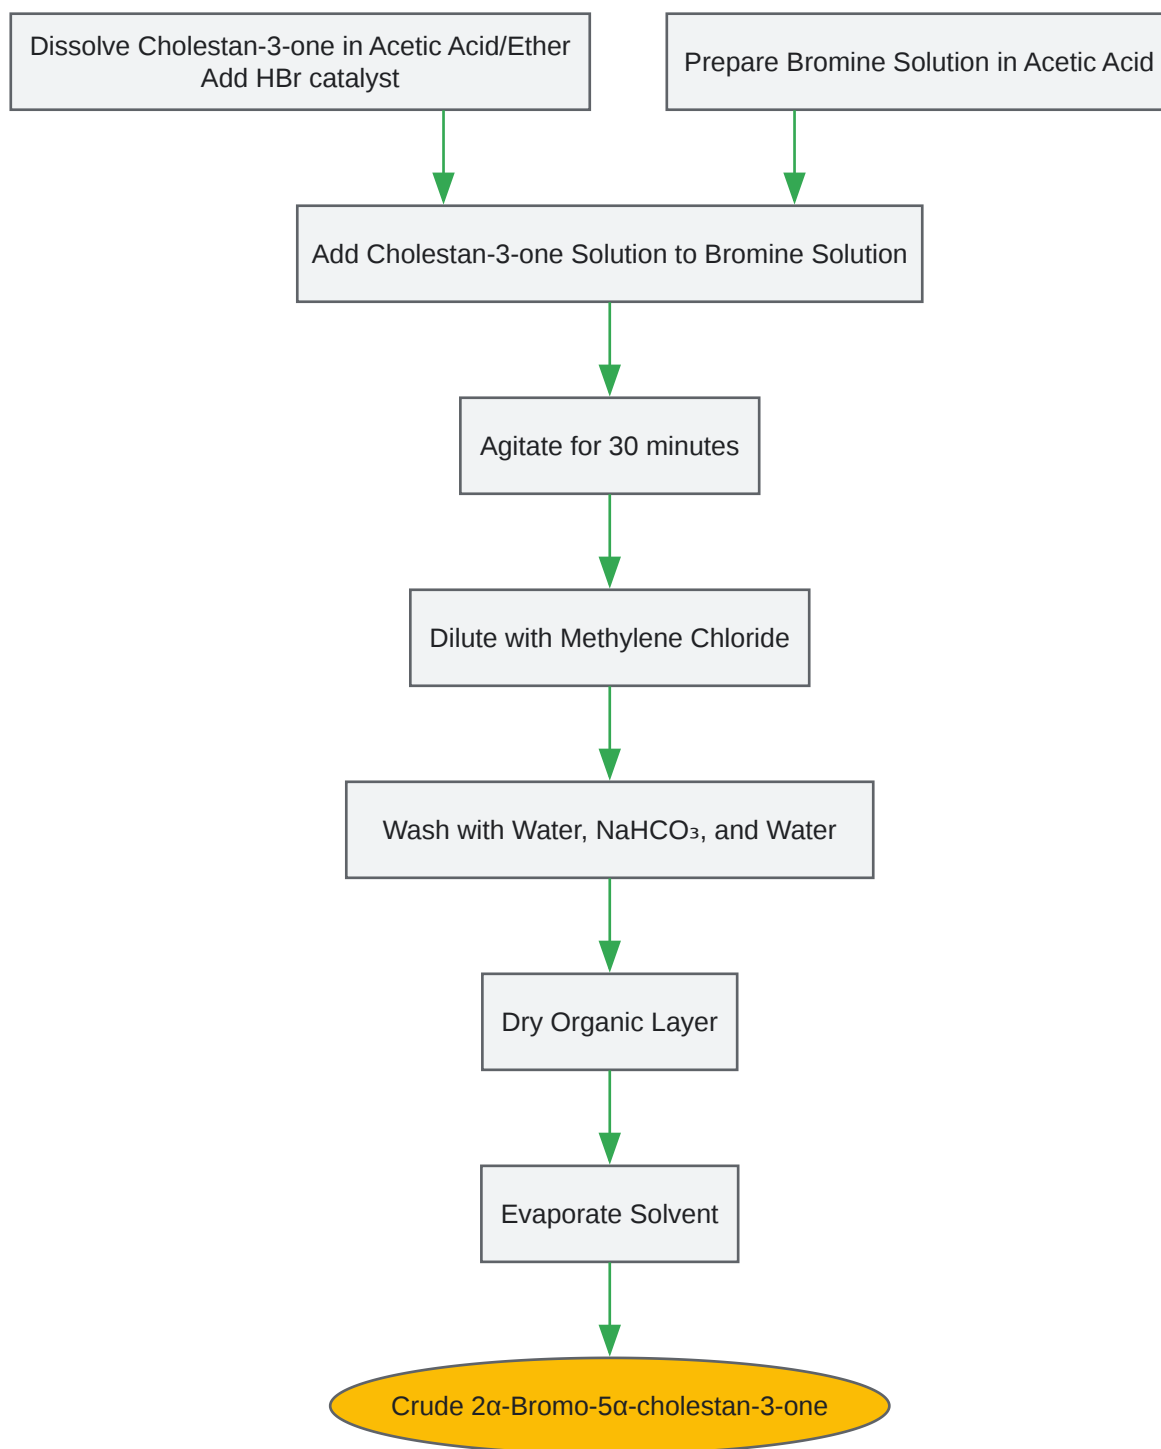 Dissolve Cholestan-3-one in Acetic Acid/Ether
Add HBr catalyst
Prepare Bromine Solution in Acetic Acid
Add Cholestan-3-one Solution to Bromine Solution
Agitate for 30 minutes
Dilute with Methylene Chloride
Wash with Water, NaHCO₃, and Water
Dry Organic Layer
Evaporate Solvent
Crude 2α-Bromo-5α-cholestan-3-one